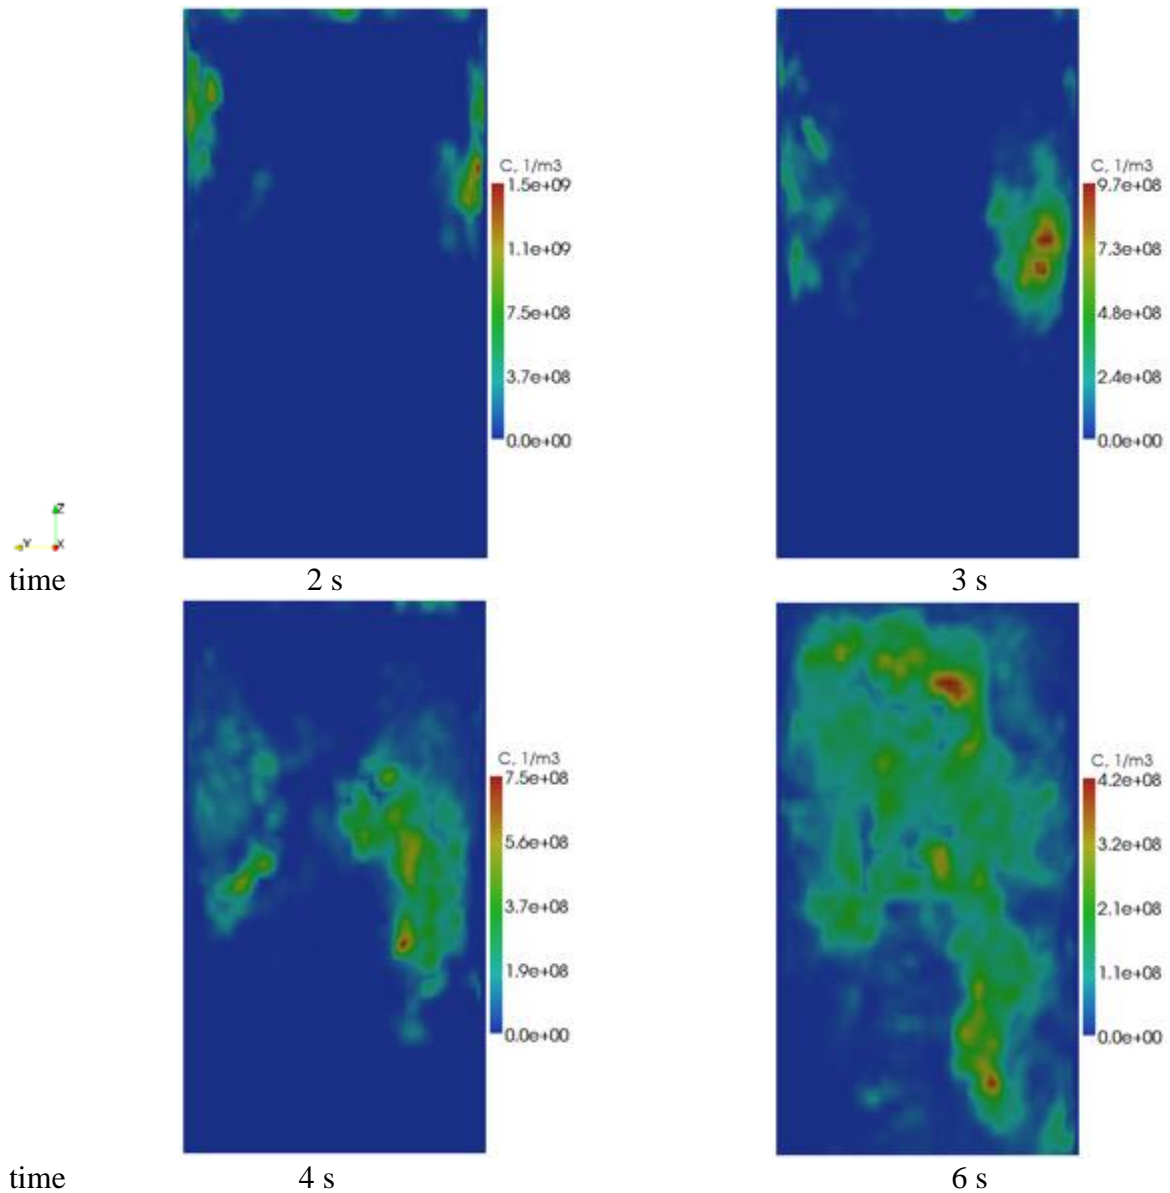 C, 1/m3
1.5e+09
1.1e+09
7.5e+08
3.7e+08
0.0e+00
C, 1/m3
9.7e+08
7.3e+08
4.8e+08
2.4e+08
0.0e+00
Z
Y X
time 2 s 3 s
C, 1/m3
7.5e+08
5.6e+08
3.7e+08
1.9e+08
0.0e+00
C, 1/m3
4.2e+08
3.2e+08
2.1e+08
1.1e+08
0.0e+00
time 4 s 6 s